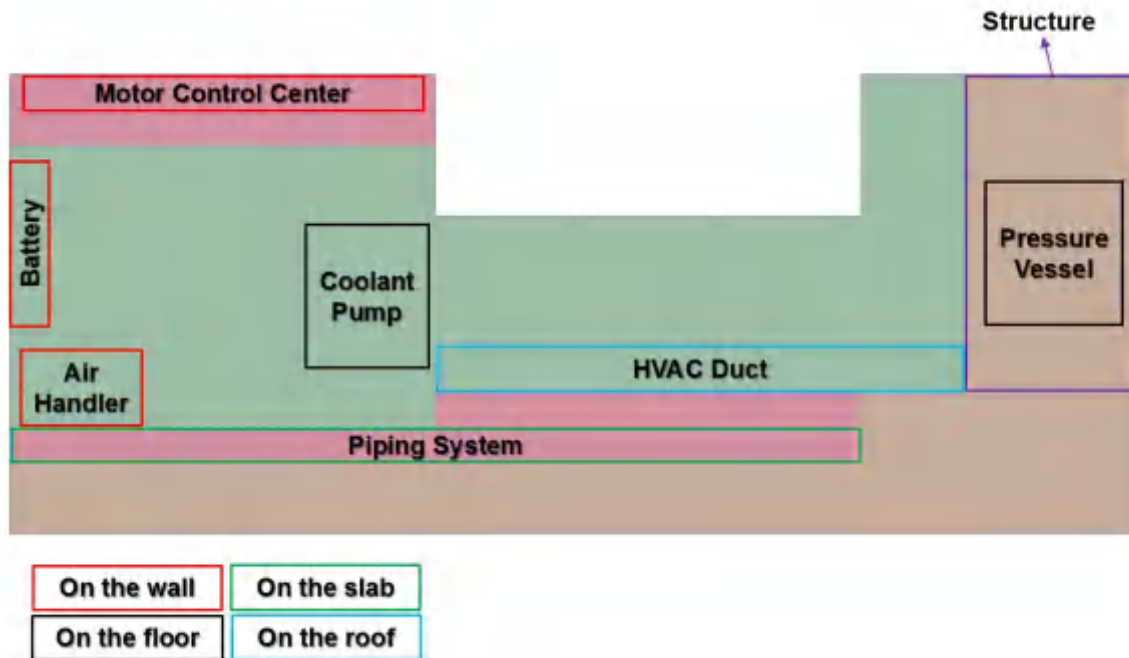 Structure
Motor Control Center
Battery
Coolant
Pump
Pressure
Vessel
HVAC Duct
Air
Handler
Piping System
On the wall
On the slab
On the floor
On the roof